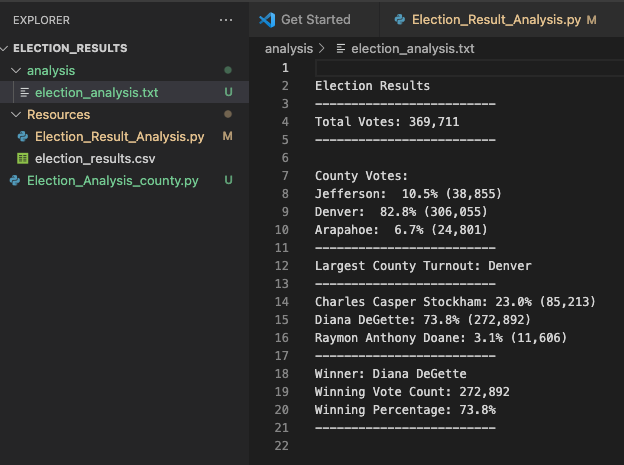 EXPLORER ...
ELECTION_RESULTS
analysis
election_analysis.txt U
Resources
Election_Result_Analysis.py M
election_results.csv
Election_Analysis_county.py U
Get Started
Election_Result_Analysis.py M
analysis > election_analysis.txt
1
2 Election Results
3 -------------------------
4 Total Votes: 369,711
5 -------------------------
6
7 County Votes:
8 Jefferson:  10.5% (38,855)
9 Denver:  82.8% (306,055)
10 Arapahoe:  6.7% (24,801)
11 -------------------------
12 Largest County Turnout: Denver
13 -------------------------
14 Charles Casper Stockham: 23.0% (85,213)
15 Diana DeGette: 73.8% (272,892)
16 Raymon Anthony Doane: 3.1% (11,606)
17 -------------------------
18 Winner: Diana DeGette
19 Winning Vote Count: 272,892
20 Winning Percentage: 73.8%
21 -------------------------
22